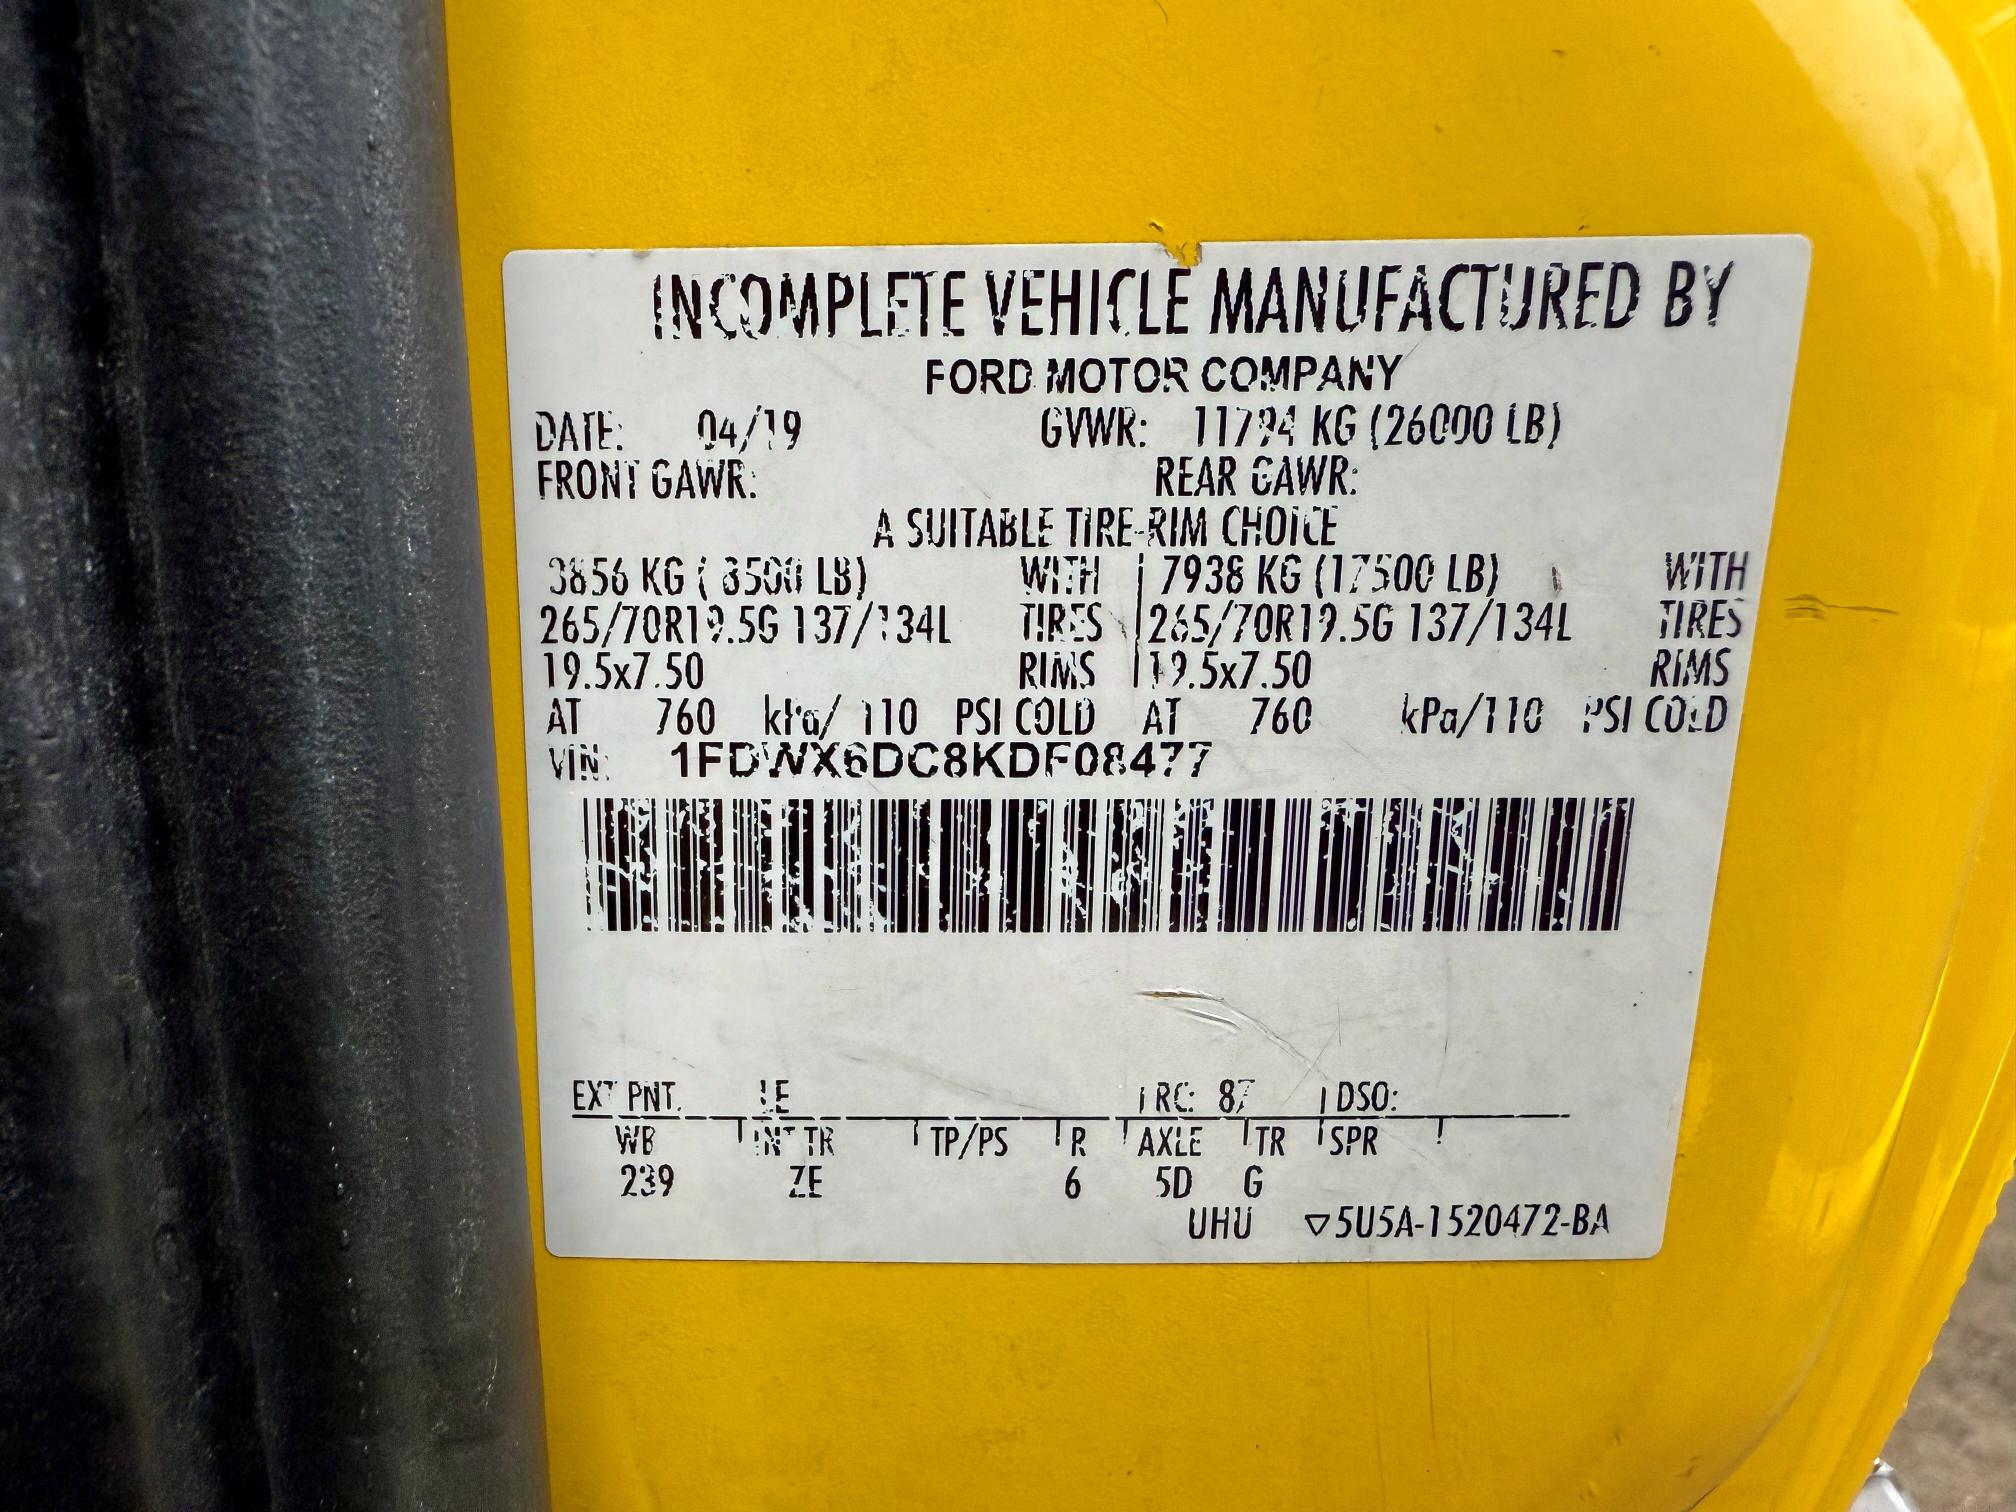 INCOMPLETE VEHICLE MANUFACTURED BY
FORD MOTOR COMPANY
DATE: 04/19 GVWR: 11794 KG (26000 LB)
FRONT GAWR: REAR GAWR:
A SUITABLE TIRE-RIM CHOICE
3856 KG ( 8500 LB) WITH | 7938 KG (17500 LB) WITH
265/70R19.5G 137/134L TIRES | 265/70R19.5G 137/134L TIRES
19.5x7.50 RIMS | 19.5x7.50 RIMS
AT 760 kPa/ 110 PSI COLD AT 760 kPa/110 PSI COLD
VIN: 1FDWX6DC8KDF08477
EXT PNT: RC: 87 | DSO:
WB | INT TR | TP/PS | R | AXLE | TR | SPR |
239 ZE 6 5D G
UHU ▽5U5A-1520472-BA